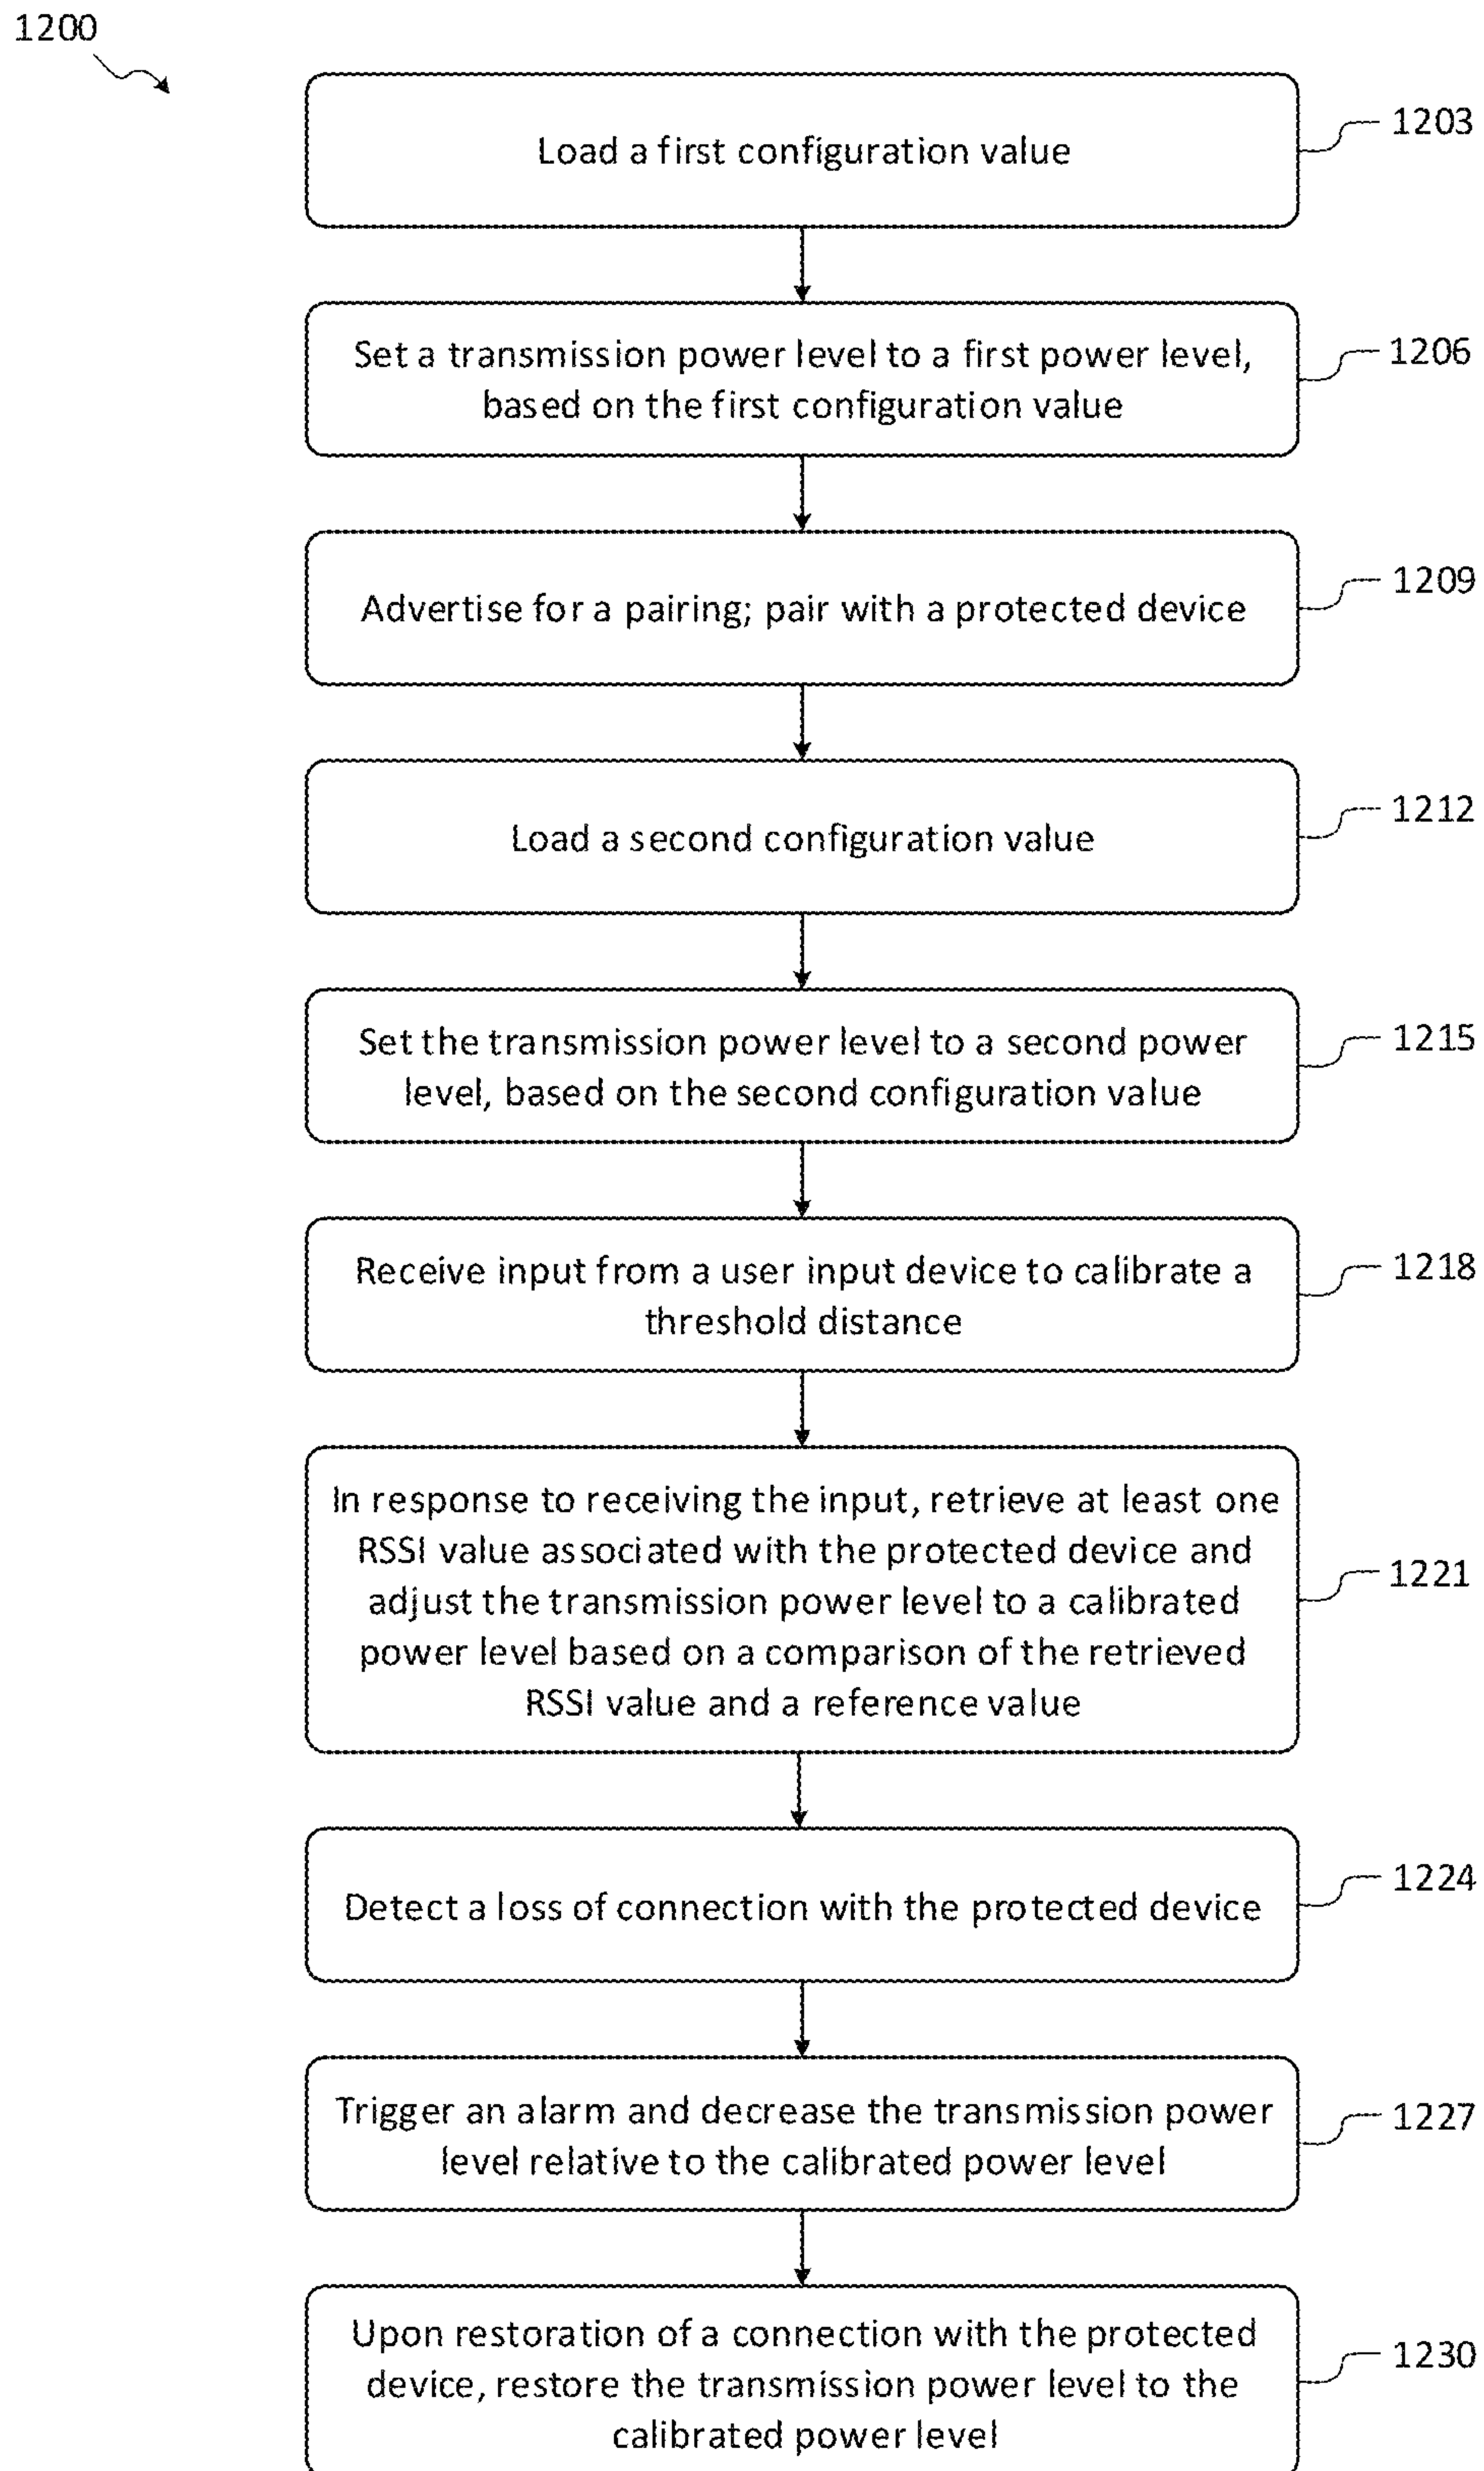 1200
Load a first configuration value
1203
Set a transmission power level to a first power level,
based on the first configuration value
1206
Advertise for a pairing; pair with a protected device
1209
Load a second configuration value
1212
Set the transmission power level to a second power
level, based on the second configuration value
1215
Receive input from a user input device to calibrate a
threshold distance
1218
In response to receiving the input, retrieve at least one
RSSI value associated with the protected device and
adjust the transmission power level to a calibrated
power level based on a comparison of the retrieved
RSSI value and a reference value
1221
Detect a loss of connection with the protected device
1224
Trigger an alarm and decrease the transmission power
level relative to the calibrated power level
1227
Upon restoration of a connection with the protected
device, restore the transmission power level to the
calibrated power level
1230